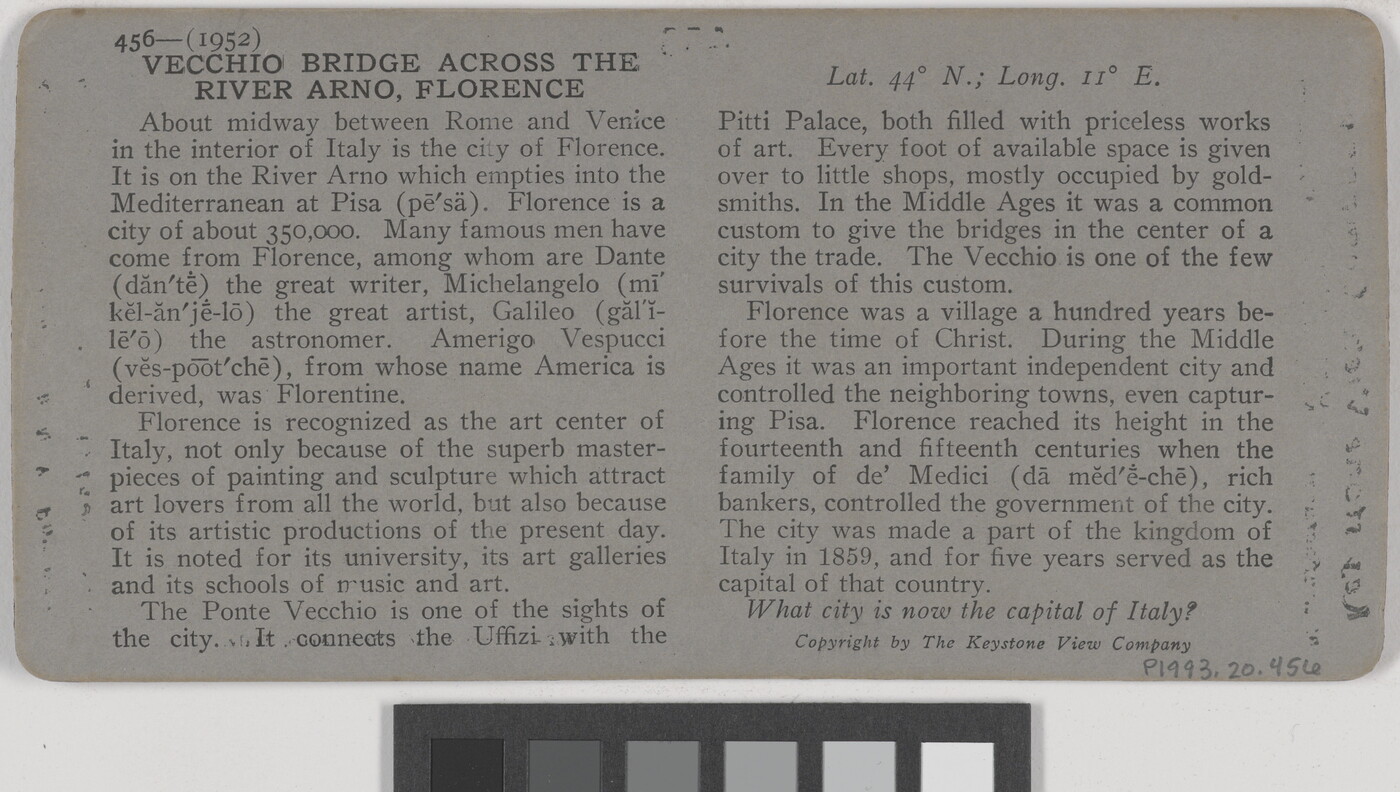 456—(1952)
VECCHIO BRIDGE ACROSS THE
RIVER ARNO, FLORENCE
About midway between Rome and Venice
in the interior of Italy is the city of Florence.
It is on the River Arno which empties into the
Mediterranean at Pisa (pē′sä). Florence is a
city of about 350,000. Many famous men have
come from Florence, among whom are Dante
(dăn′tḗ) the great writer, Michelangelo (mī′
kĕl-ăn′jḗ-lō) the great artist, Galileo (găl′ĭ-
lē′ō) the astronomer. Amerigo Vespucci
(vĕs-po͞ot′chē), from whose name America is
derived, was Florentine.
Florence is recognized as the art center of
Italy, not only because of the superb master-
pieces of painting and sculpture which attract
art lovers from all the world, but also because
of its artistic productions of the present day.
It is noted for its university, its art galleries
and its schools of music and art.
The Ponte Vecchio is one of the sights of
the city. It connects the Uffizi with the
Lat. 44° N.; Long. 11° E.
Pitti Palace, both filled with priceless works
of art. Every foot of available space is given
over to little shops, mostly occupied by gold-
smiths. In the Middle Ages it was a common
custom to give the bridges in the center of a
city the trade. The Vecchio is one of the few
survivals of this custom.
Florence was a village a hundred years be-
fore the time of Christ. During the Middle
Ages it was an important independent city and
controlled the neighboring towns, even captur-
ing Pisa. Florence reached its height in the
fourteenth and fifteenth centuries when the
family of de’ Medici (dā mĕd′ḗ-chē), rich
bankers, controlled the government of the city.
The city was made a part of the kingdom of
Italy in 1859, and for five years served as the
capital of that country.
What city is now the capital of Italy?
Copyright by The Keystone View Company
P1993.20.456